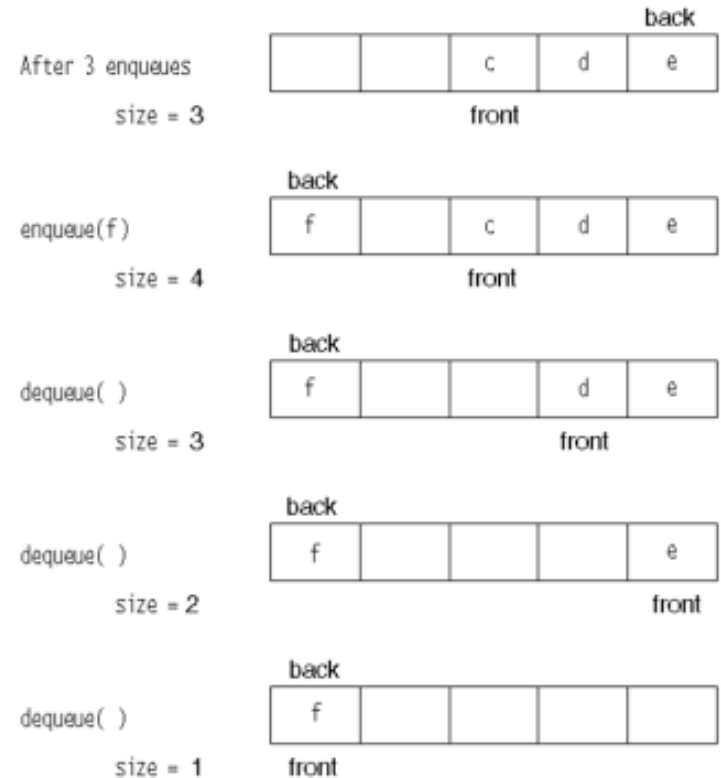 back
After 3 enqueues c d e
size = 3 front
back
enqueue(f) f c d e
size = 4 front
back
dequeue( ) f d e
size = 3 front
back
dequeue( ) f e
size = 2 front
back
dequeue( ) f
size = 1 front